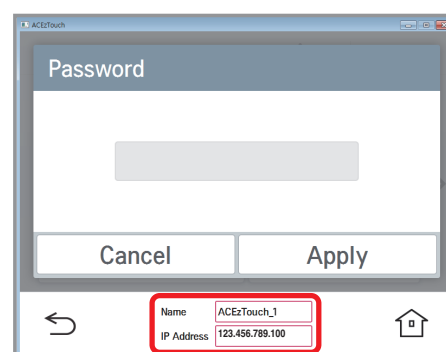 ACEzTouch
Password
Cancel Apply
Name ACEzTouch_1
IP Address 123.456.789.100